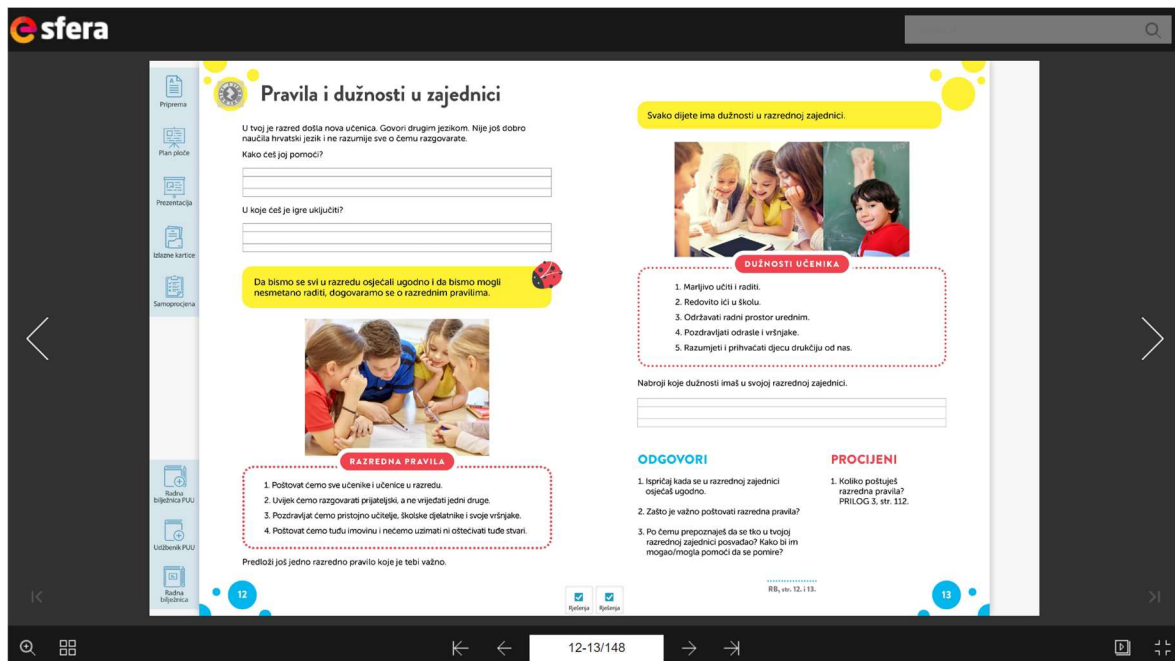 e sfera
Priprema
Plan ploče
Prezentacija
Izlazne kartice
Samoprocjena
Radna
bilježnica PUU
Udžbenik PUU
Radna
bilježnica
Pravila i dužnosti u zajednici
U tvoj je razred došla nova učenica. Govori drugim jezikom. Nije još dobro
naučila hrvatski jezik i ne razumije sve o čemu razgovarate.
Kako ćeš joj pomoći?
U koje ćeš je igre uključiti?
Da bismo se svi u razredu osjećali ugodno i da bismo mogli
nesmetano raditi, dogovaramo se o razrednim pravilima.
RAZREDNA PRAVILA
1. Poštovat ćemo sve učenike i učenice u razredu.
2. Uvijek ćemo razgovarati prijateljski, a ne vrijeđati jedni druge.
3. Pozdravljat ćemo pristojno učitelje, školske djelatnike i svoje vršnjake.
4. Poštovat ćemo tuđu imovinu i nećemo uzimati ni oštećivati tuđe stvari.
Predloži još jedno razredno pravilo koje je tebi važno.
12
Svako dijete ima dužnosti u razrednoj zajednici.
DUŽNOSTI UČENIKA
1. Marljivo učiti i raditi.
2. Redovito ići u školu.
3. Održavati radni prostor urednim.
4. Pozdravljati odrasle i vršnjake.
5. Razumjeti i prihvaćati djecu drukčiju od nas.
Nabroji koje dužnosti imaš u svojoj razrednoj zajednici.
ODGOVORI
1. Ispričaj kada se u razrednoj zajednici
osjećaš ugodno.
2. Zašto je važno poštovati razredna pravila?
3. Po čemu prepoznaješ da se tko u tvojoj
razrednoj zajednici posvađao? Kako bi im
mogao/mogla pomoći da se pomire?
PROCIJENI
1. Koliko poštuješ
razredna pravila?
PRILOG 3, str. 112.
RB, str. 12. i 13.
13
Rješenja
Rješenja
12-13/148